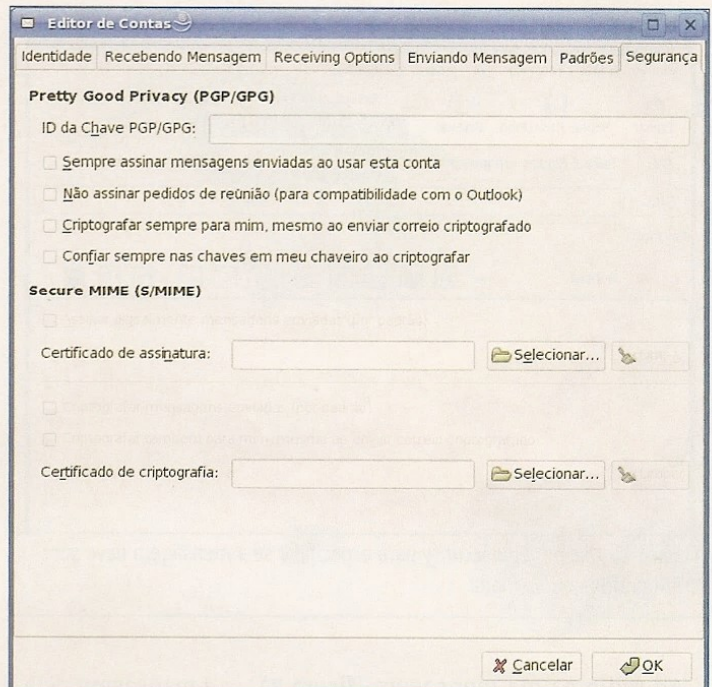 Editor de Contas
Identidade Recebendo Mensagem Receiving Options Enviando Mensagem Padrões Segurança
Pretty Good Privacy (PGP/GPG)
ID da Chave PGP/GPG:
Sempre assinar mensagens enviadas ao usar esta conta
Não assinar pedidos de reúnião (para compatibilidade com o Outlook)
Criptografar sempre para mim, mesmo ao enviar correio criptografado
Confiar sempre nas chaves em meu chaveiro ao criptografar
Secure MIME (S/MIME)
Certificado de assinatura: Selecionar...
Certificado de criptografia: Selecionar...
Cancelar OK